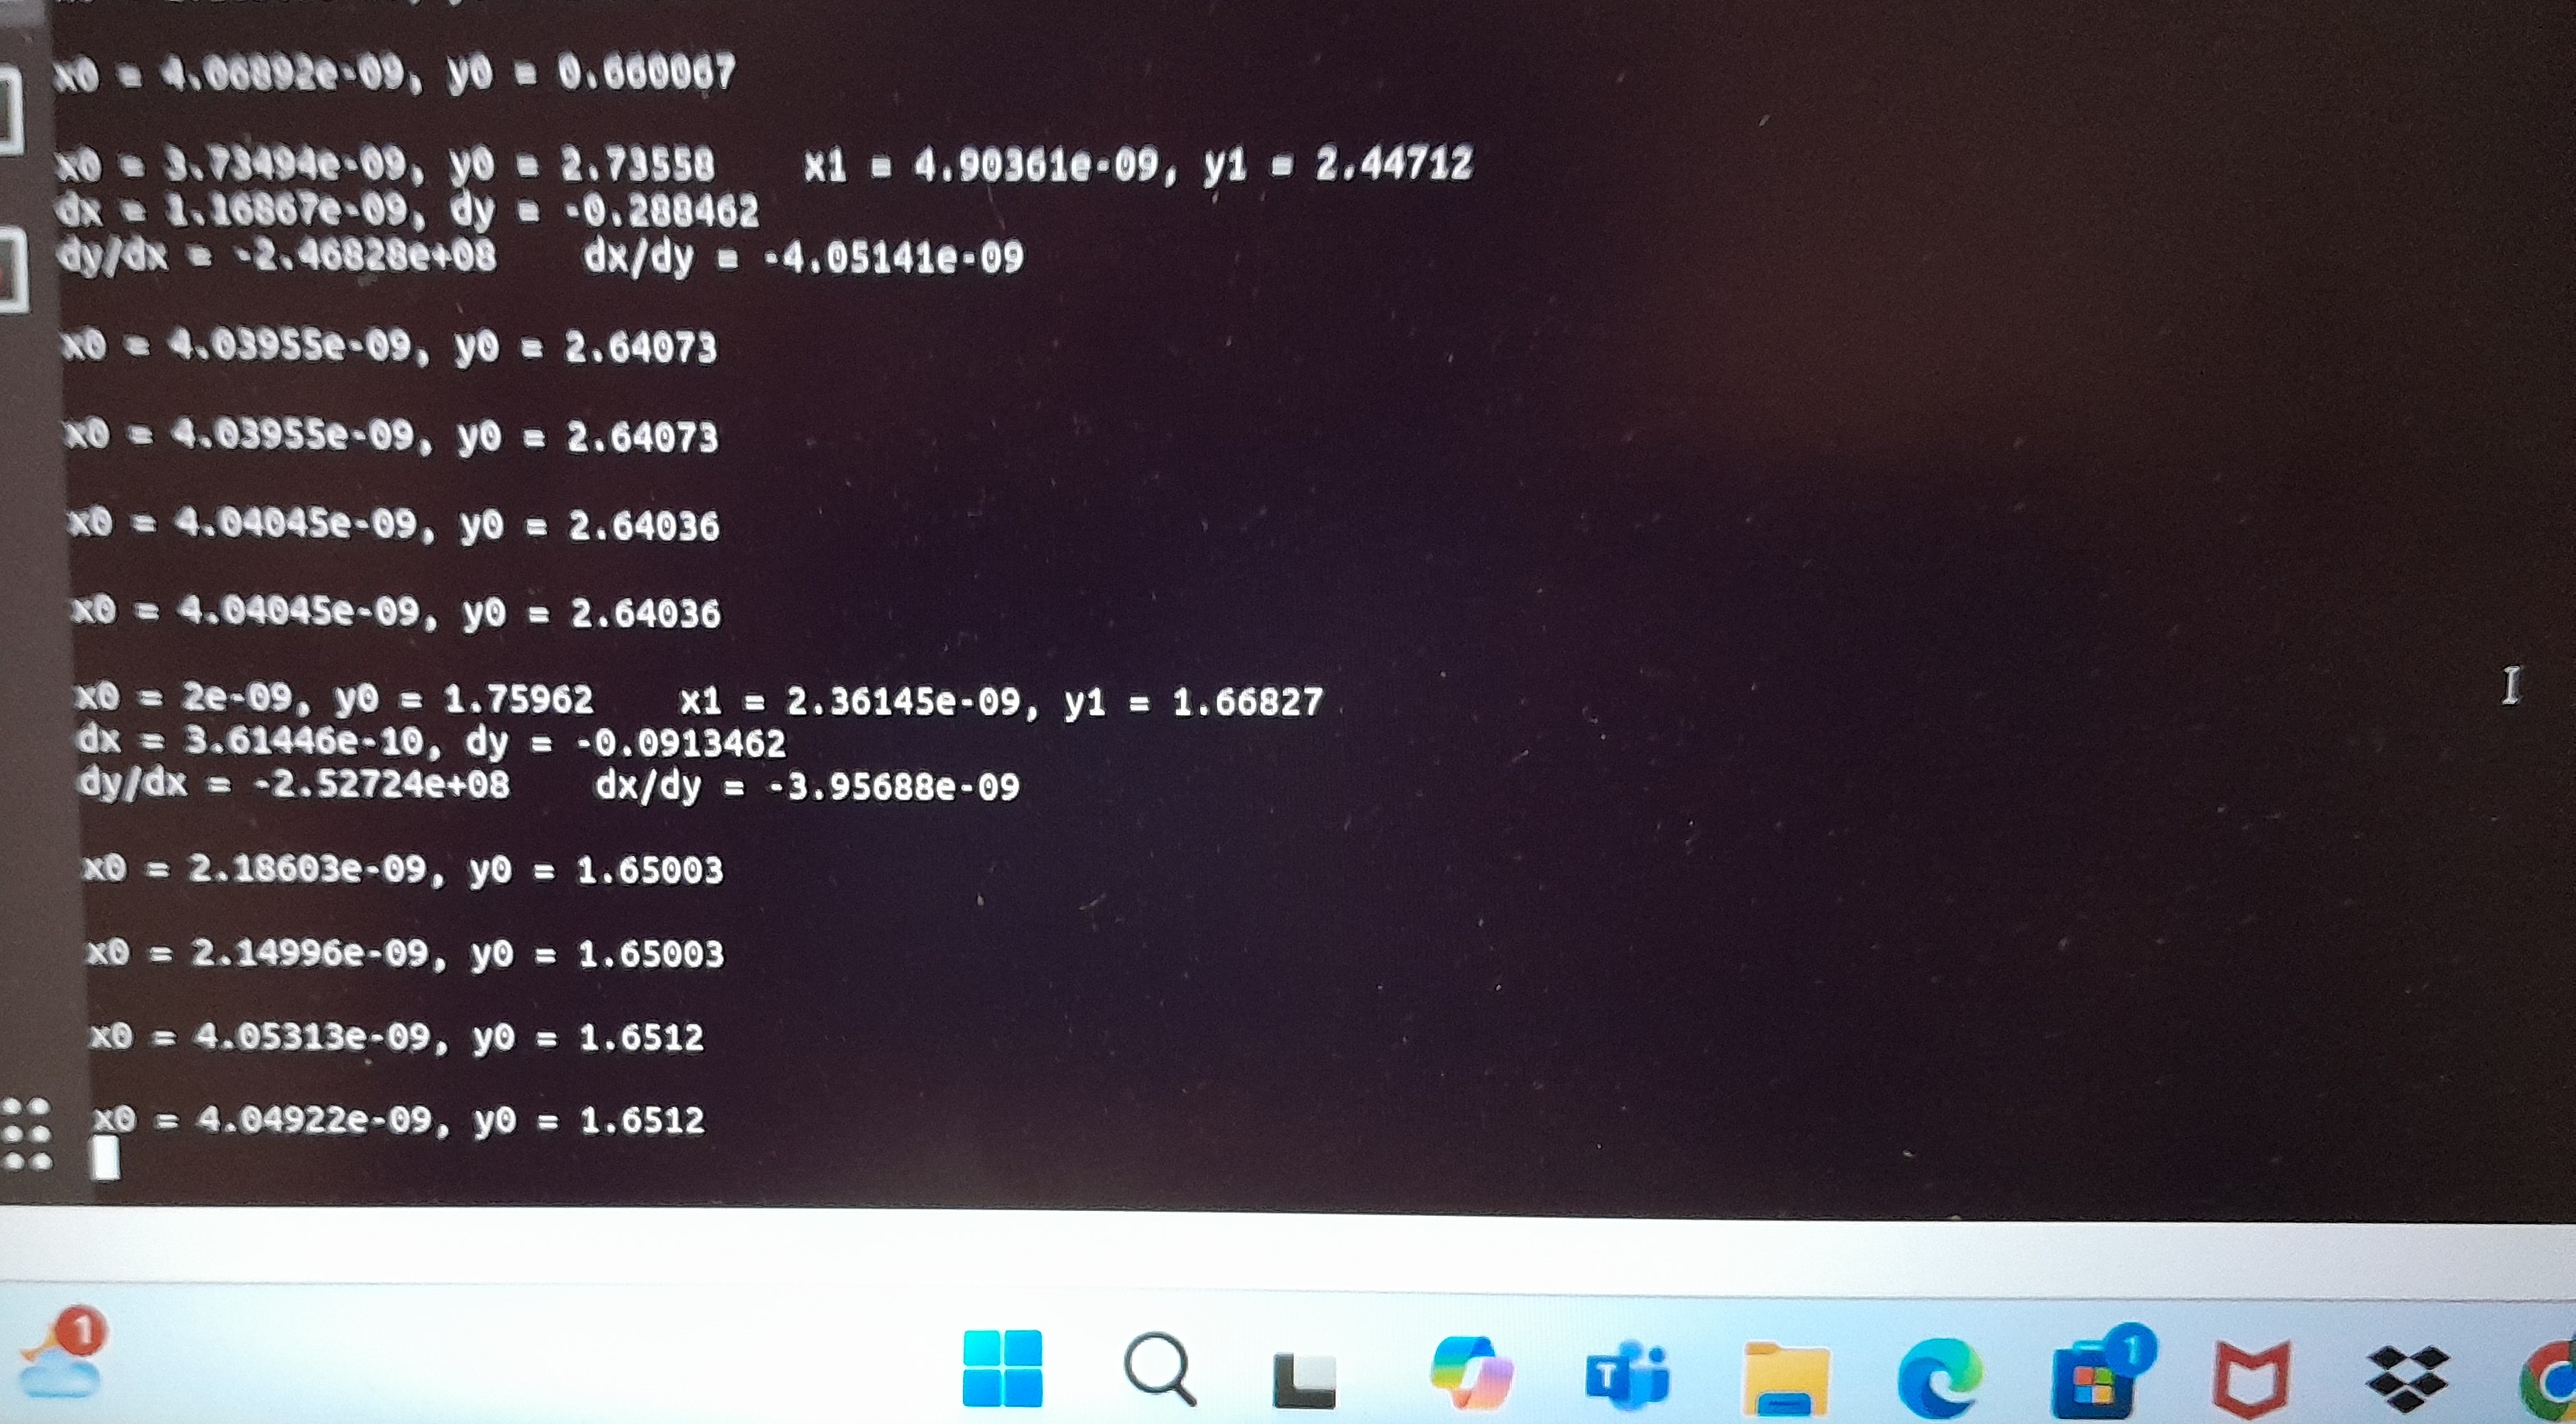 x0 = 4.06892e-09, y0 = 0.660067
x0 = 3.73494e-09, y0 = 2.73558    x1 = 4.90361e-09, y1 = 2.44712
dx = 1.16867e-09, dy = -0.288462
dy/dx = -2.46828e+08    dx/dy = -4.05141e-09
x0 = 4.03955e-09, y0 = 2.64073
x0 = 4.03955e-09, y0 = 2.64073
x0 = 4.04045e-09, y0 = 2.64036
x0 = 4.04045e-09, y0 = 2.64036
x0 = 2e-09, y0 = 1.75962    x1 = 2.36145e-09, y1 = 1.66827
dx = 3.61446e-10, dy = -0.0913462
dy/dx = -2.52724e+08    dx/dy = -3.95688e-09
x0 = 2.18603e-09, y0 = 1.65003
x0 = 2.14996e-09, y0 = 1.65003
x0 = 4.05313e-09, y0 = 1.6512
x0 = 4.04922e-09, y0 = 1.6512
1
T
1